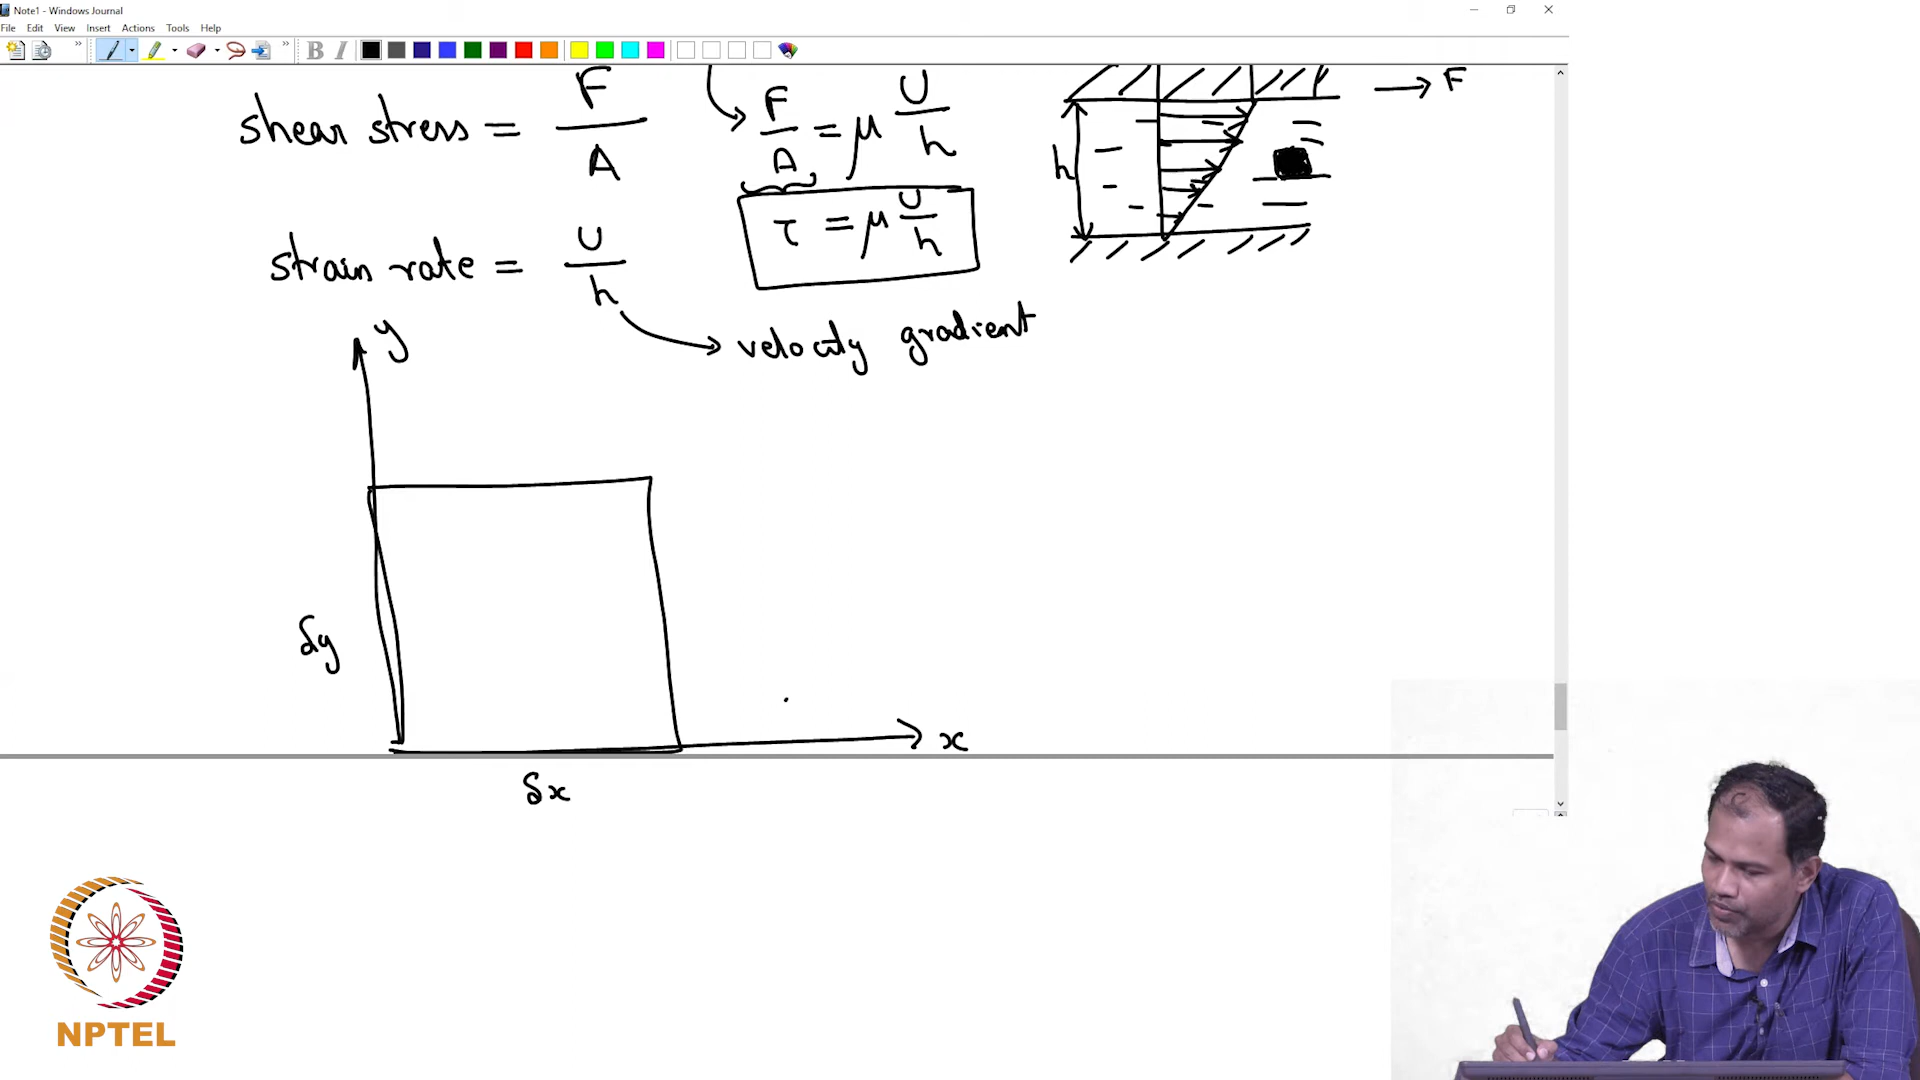 Note1 - Windows Journal
File Edit View Insert Actions Tools Help
B I
shear stress = F/A
F/A = μ U/h
τ = μ U/h
F
h
strain rate = U/h
velocity gradient
y
δy
x
δx
NPTEL